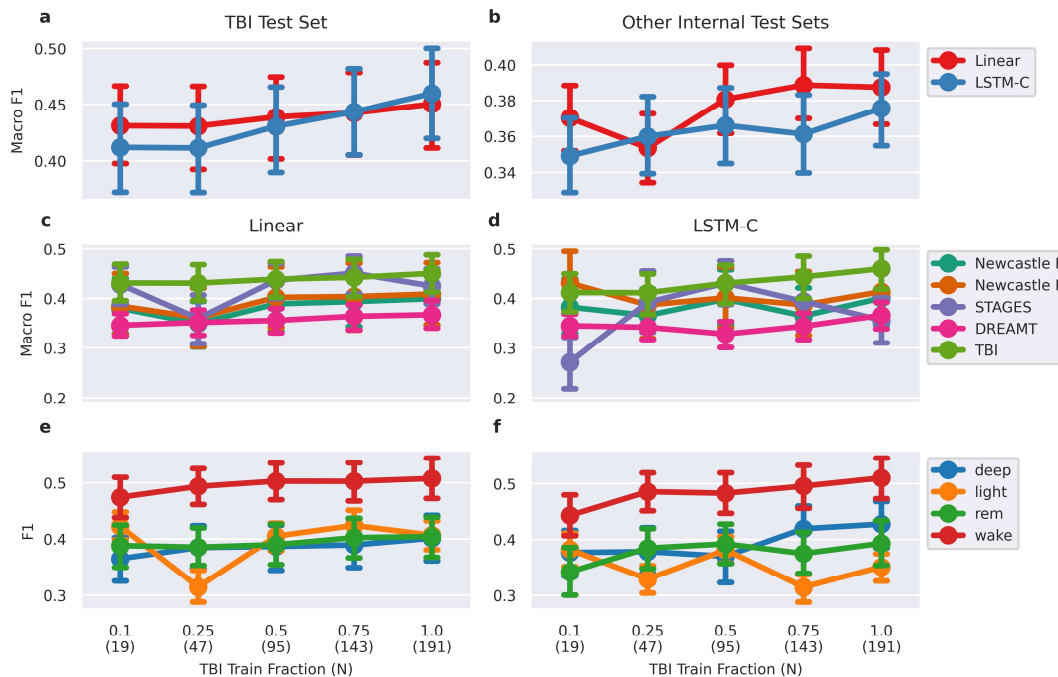 a
TBI Test Set
b
Other Internal Test Sets
0.50
0.45
0.40
Macro F1
0.40
0.38
0.36
0.34
Linear
LSTM-C
c
Linear
d
LSTM-C
0.5
0.4
0.3
0.2
Macro F1
0.5
0.4
0.3
0.2
Newcastle
Newcastle
STAGES
DREAMT
TBI
e
f
0.5
0.4
0.3
F1
0.5
0.4
0.3
deep
light
rem
wake
0.1 0.25 0.5 0.75 1.0
(19) (47) (95) (143) (191)
TBI Train Fraction (N)
0.1 0.25 0.5 0.75 1.0
(19) (47) (95) (143) (191)
TBI Train Fraction (N)